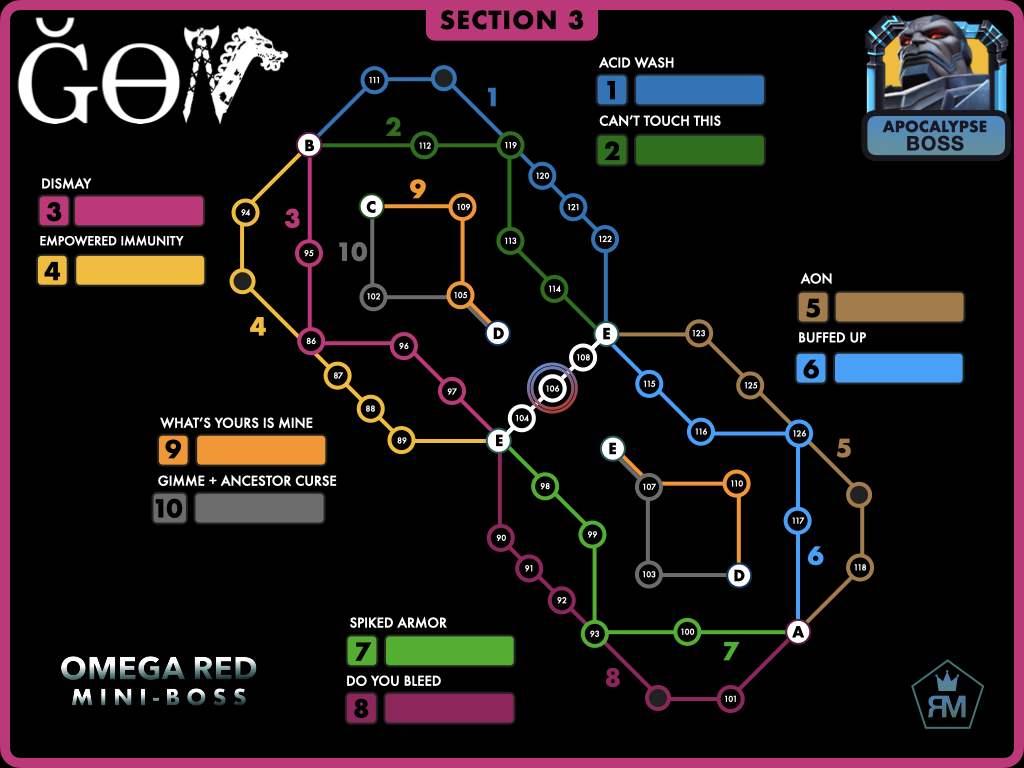 SECTION 3
ĞOW
APOCALYPSE
BOSS
ACID WASH
1
CAN'T TOUCH THIS
2
DISMAY
3
EMPOWERED IMMUNITY
4
AON
5
BUFFED UP
6
WHAT'S YOURS IS MINE
9
GIMME + ANCESTOR CURSE
10
SPIKED ARMOR
7
DO YOU BLEED
8
OMEGA RED
MINI-BOSS
111
1
B
2
112
119
120
121
122
94
3
95
C
9
109
10
102
105
D
113
114
4
86
96
87
97
88
89
E
E
108
106
104
123
125
115
116
126
5
E
107
110
117
6
118
103
D
A
98
99
90
91
92
93
100
7
8
101
RM